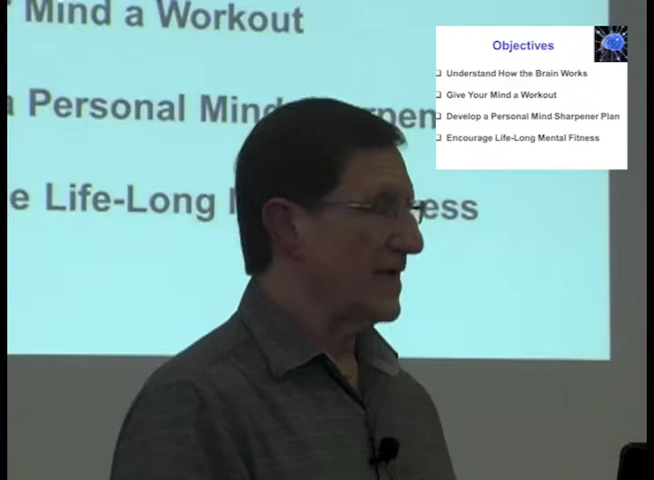 Mind a Workout
a Personal Mind
e Life-Long
ess
Objectives
Understand How the Brain Works
Give Your Mind a Workout
Develop a Personal Mind Sharpener Plan
Encourage Life-Long Mental Fitness